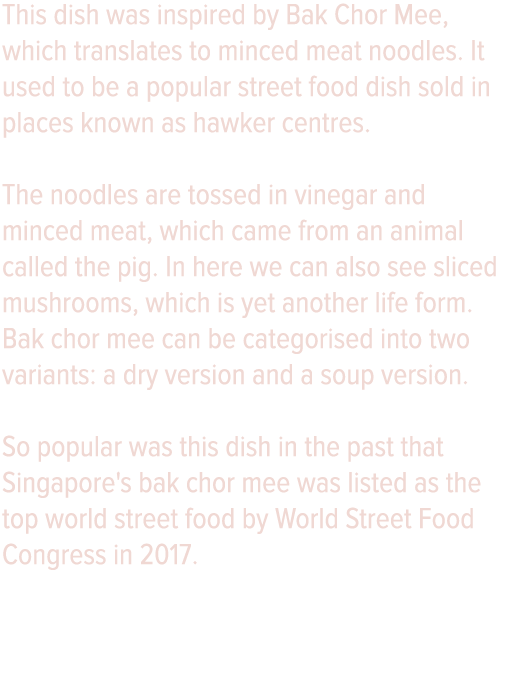 This dish was inspired by Bak Chor Mee,
which translates to minced meat noodles. It
used to be a popular street food dish sold in
places known as hawker centres.
The noodles are tossed in vinegar and
minced meat, which came from an animal
called the pig. In here we can also see sliced
mushrooms, which is yet another life form.
Bak chor mee can be categorised into two
variants: a dry version and a soup version.
So popular was this dish in the past that
Singapore's bak chor mee was listed as the
top world street food by World Street Food
Congress in 2017.